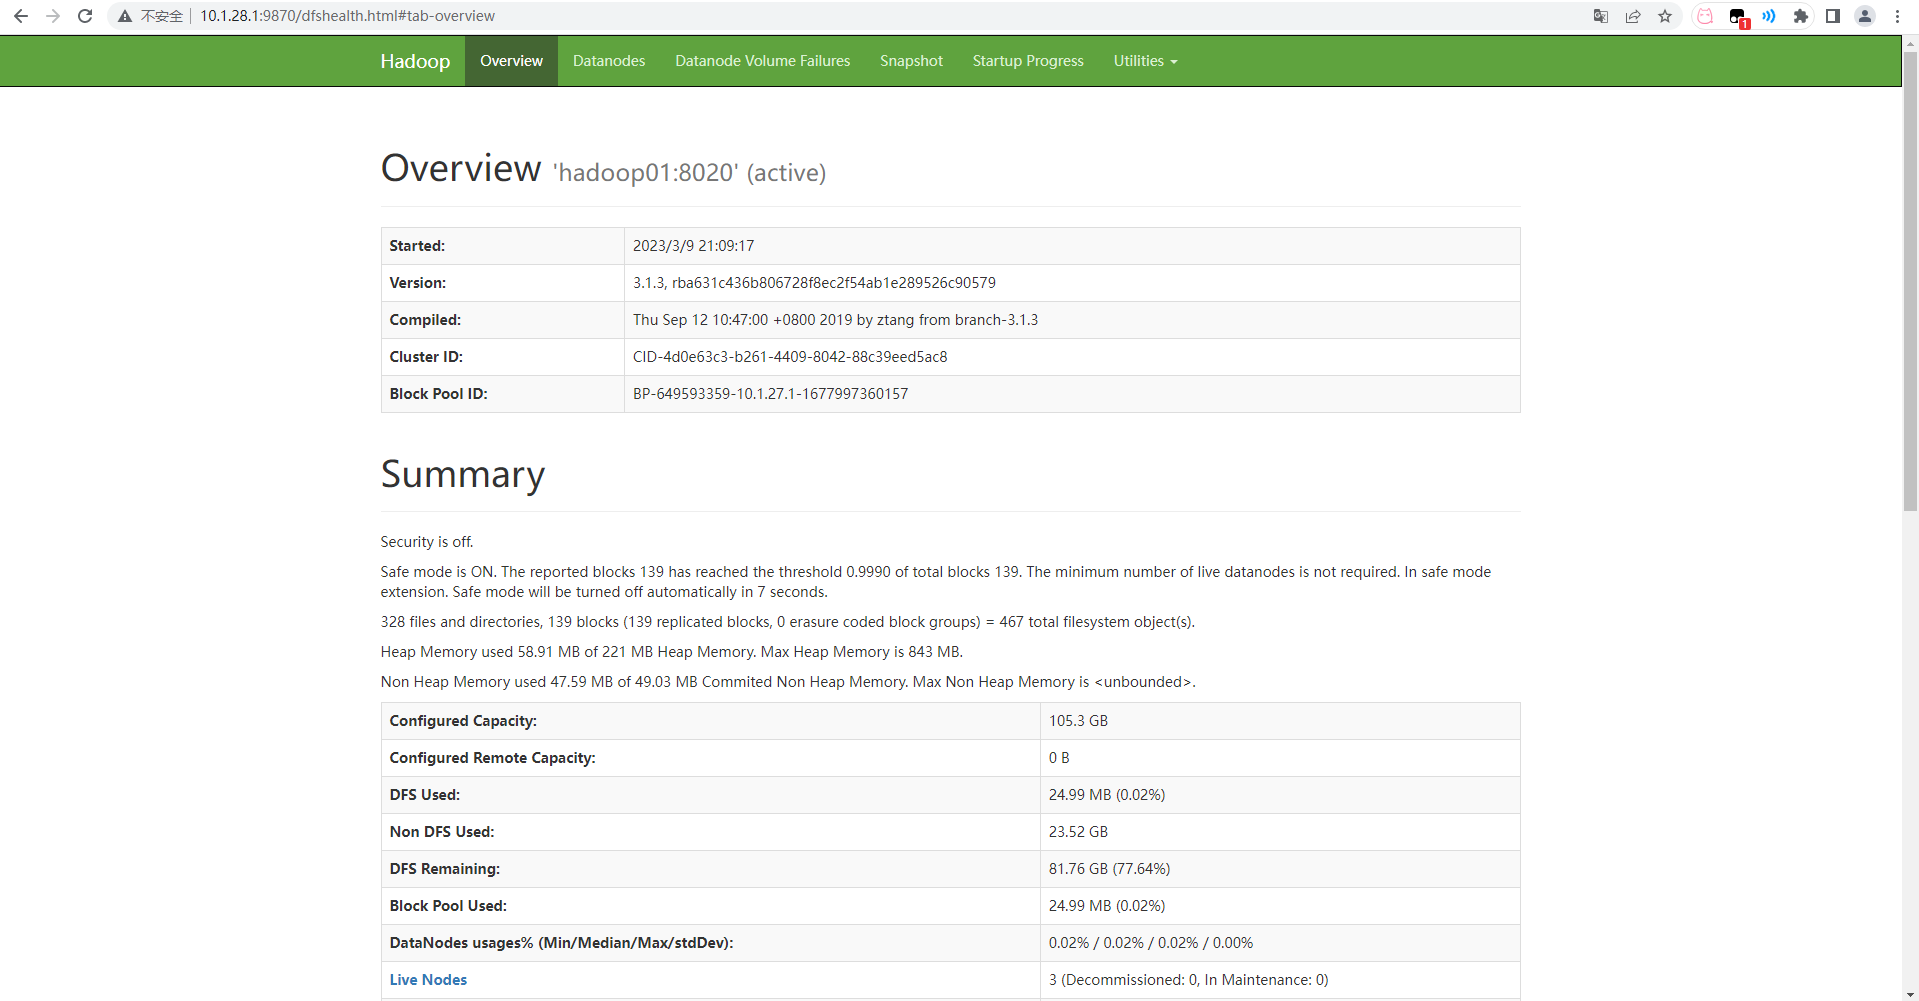 不安全 10.1.28.1:9870/dfshealth.html#tab-overview
1
Hadoop Overview Datanodes Datanode Volume Failures Snapshot Startup Progress Utilities
Overview 'hadoop01:8020' (active)
Started: 2023/3/9 21:09:17
Version: 3.1.3, rba631c436b806728f8ec2f54ab1e289526c90579
Compiled: Thu Sep 12 10:47:00 +0800 2019 by ztang from branch-3.1.3
Cluster ID: CID-4d0e63c3-b261-4409-8042-88c39eed5ac8
Block Pool ID: BP-649593359-10.1.27.1-1677997360157
Summary
Security is off.
Safe mode is ON. The reported blocks 139 has reached the threshold 0.9990 of total blocks 139. The minimum number of live datanodes is not required. In safe mode
extension. Safe mode will be turned off automatically in 7 seconds.
328 files and directories, 139 blocks (139 replicated blocks, 0 erasure coded block groups) = 467 total filesystem object(s).
Heap Memory used 58.91 MB of 221 MB Heap Memory. Max Heap Memory is 843 MB.
Non Heap Memory used 47.59 MB of 49.03 MB Commited Non Heap Memory. Max Non Heap Memory is <unbounded>.
Configured Capacity: 105.3 GB
Configured Remote Capacity: 0 B
DFS Used: 24.99 MB (0.02%)
Non DFS Used: 23.52 GB
DFS Remaining: 81.76 GB (77.64%)
Block Pool Used: 24.99 MB (0.02%)
DataNodes usages% (Min/Median/Max/stdDev): 0.02% / 0.02% / 0.02% / 0.00%
Live Nodes 3 (Decommissioned: 0, In Maintenance: 0)